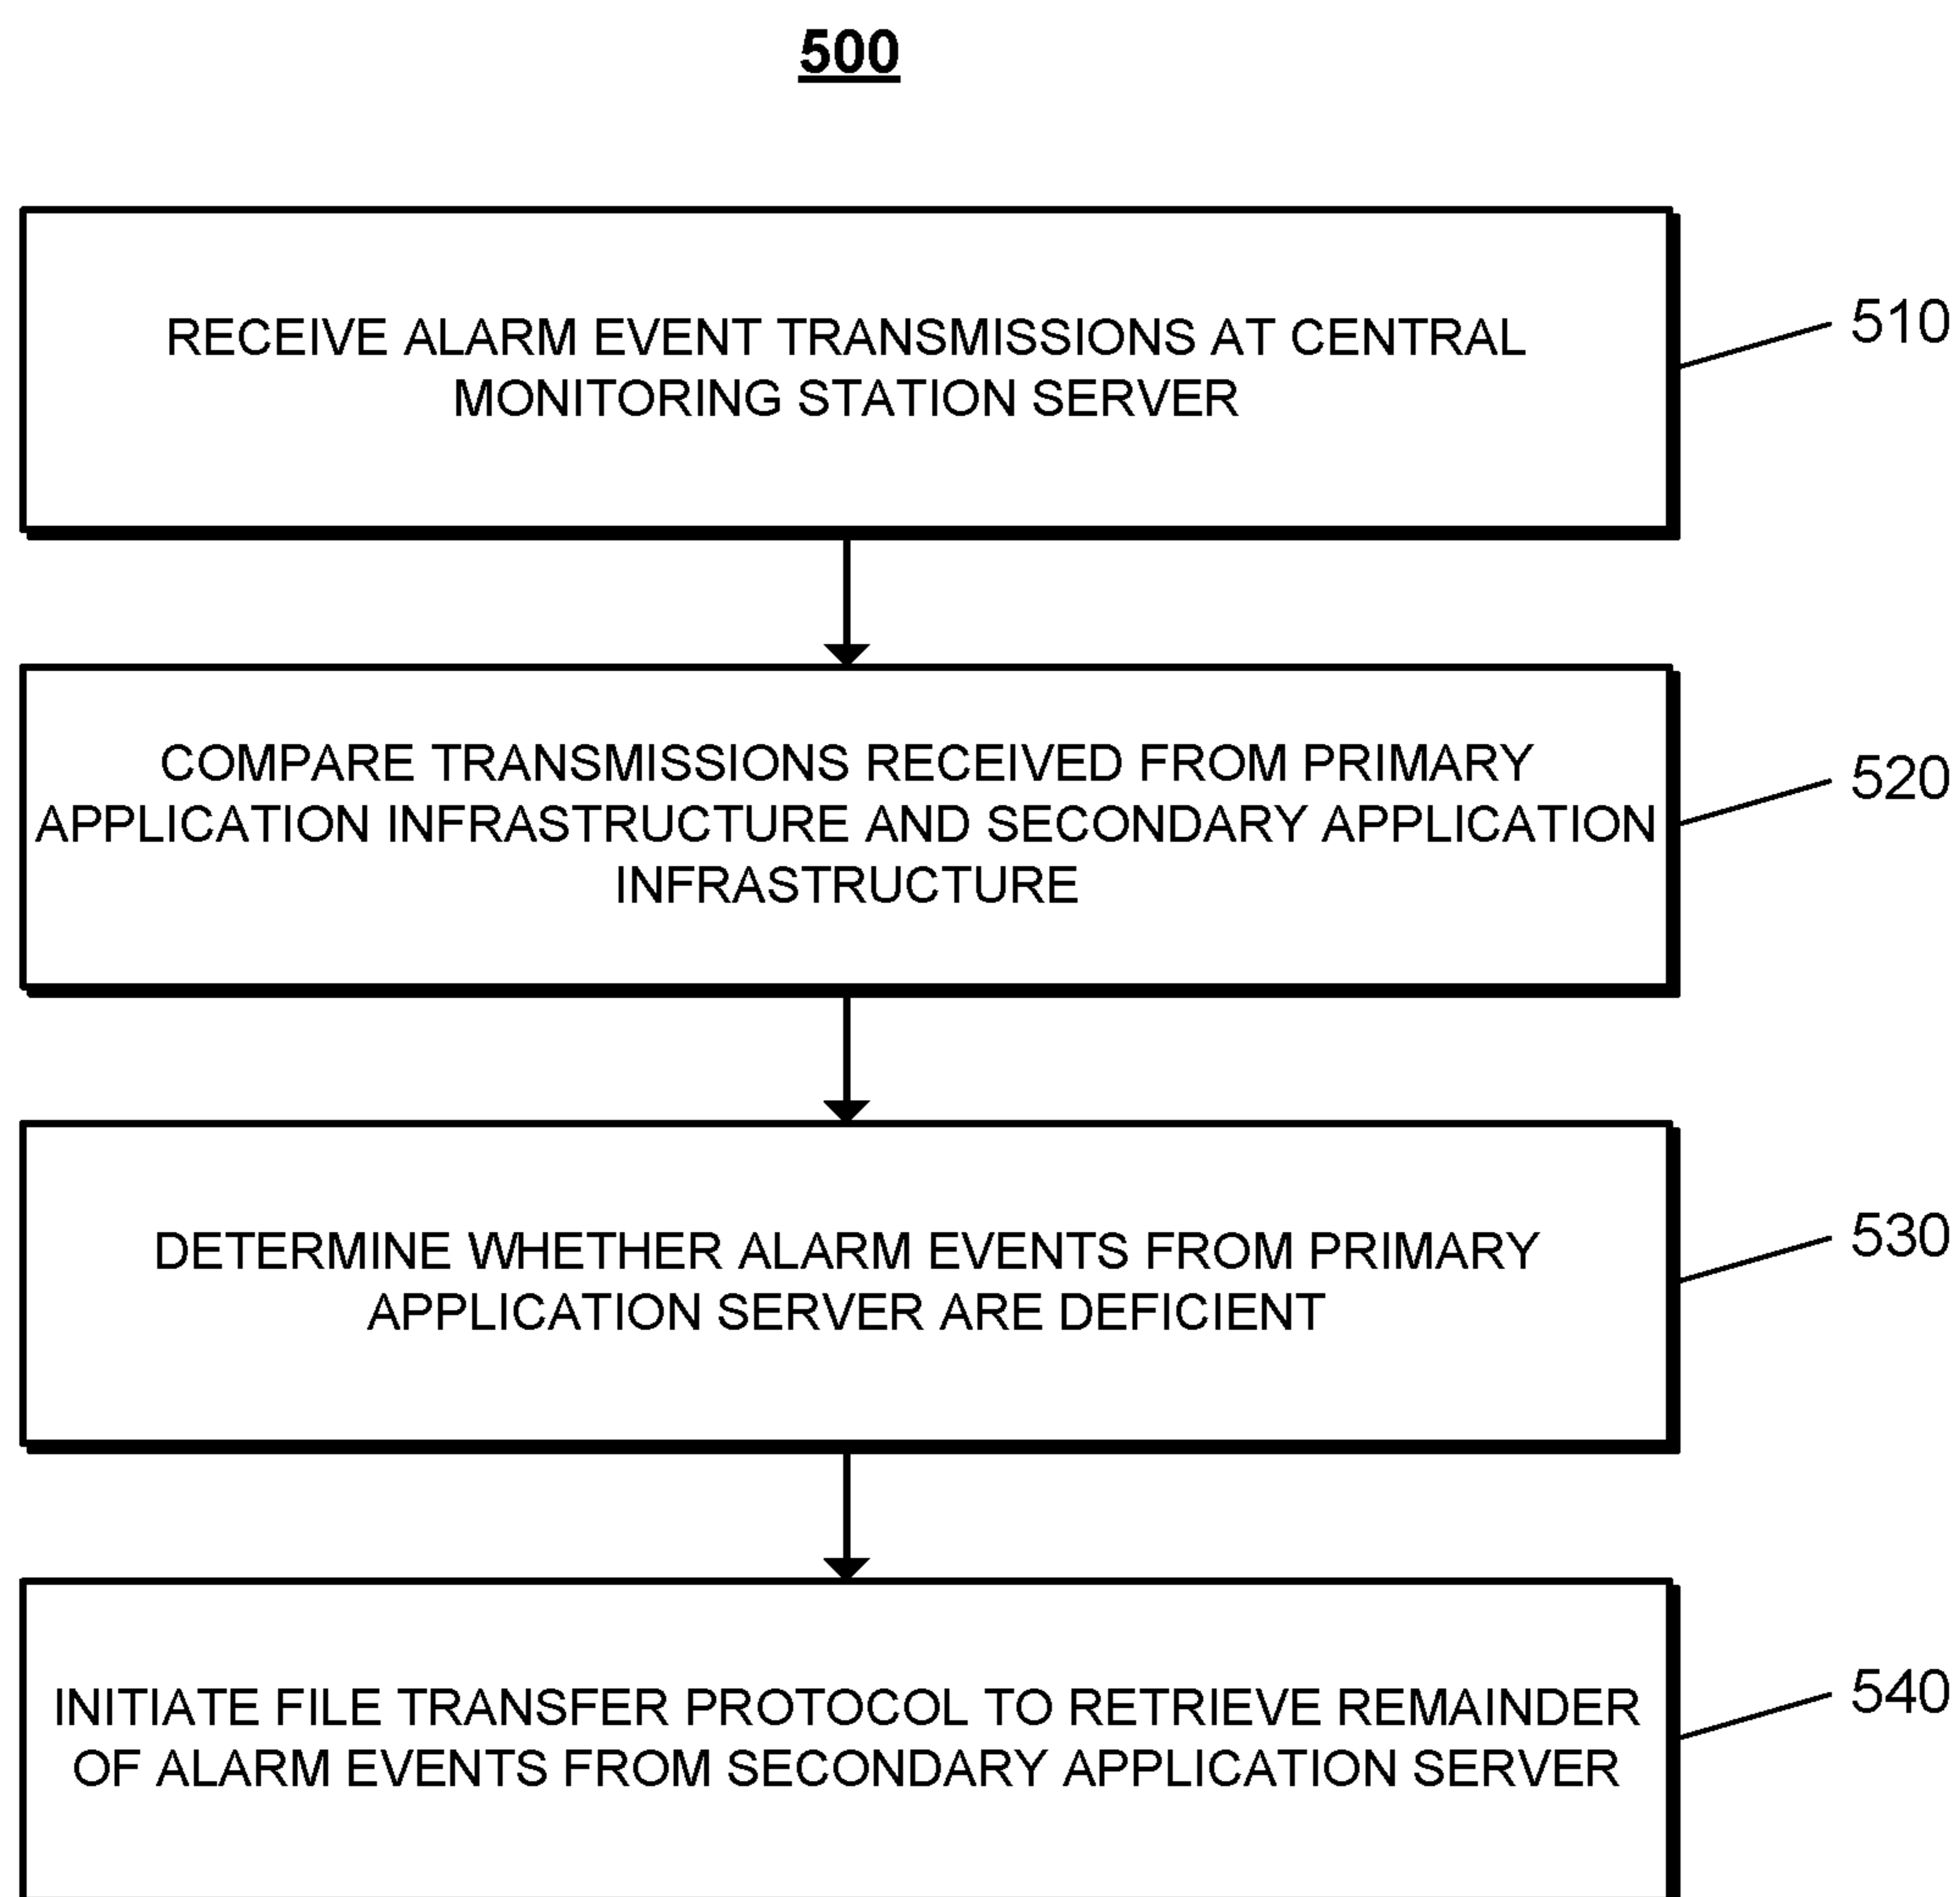 500
RECEIVE ALARM EVENT TRANSMISSIONS AT CENTRAL
MONITORING STATION SERVER
510
COMPARE TRANSMISSIONS RECEIVED FROM PRIMARY
APPLICATION INFRASTRUCTURE AND SECONDARY APPLICATION
INFRASTRUCTURE
520
DETERMINE WHETHER ALARM EVENTS FROM PRIMARY
APPLICATION SERVER ARE DEFICIENT
530
INITIATE FILE TRANSFER PROTOCOL TO RETRIEVE REMAINDER
OF ALARM EVENTS FROM SECONDARY APPLICATION SERVER
540